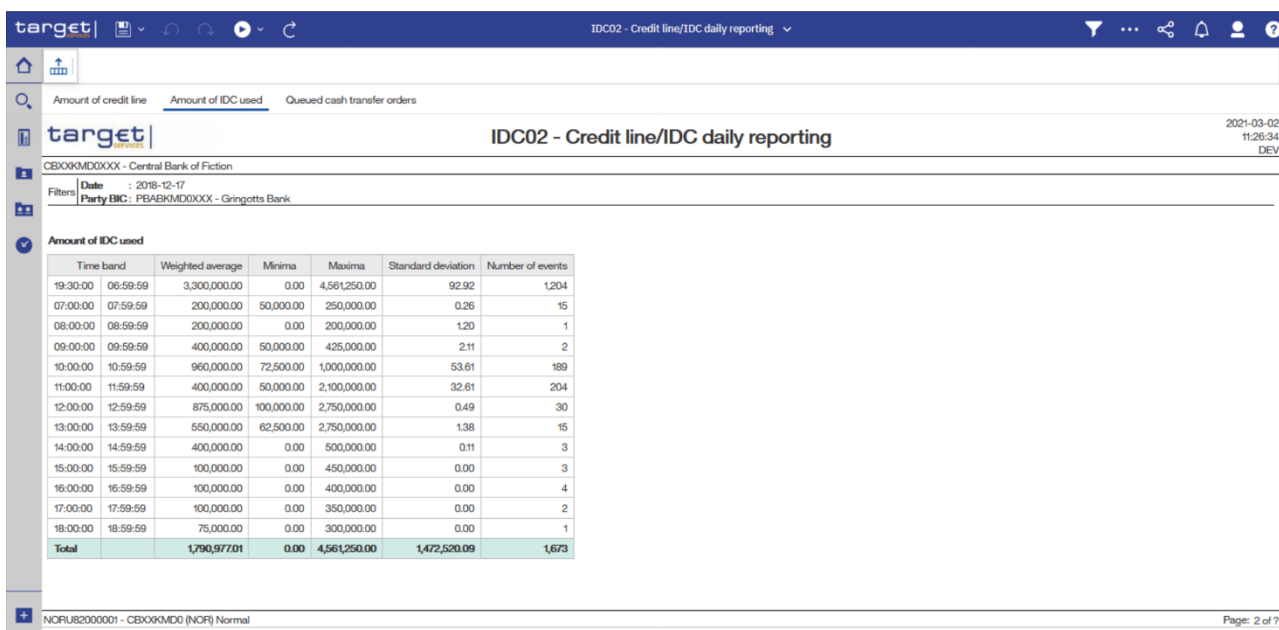 target| services IDC02 - Credit line/IDC daily reporting ?
Amount of credit line Amount of IDC used Queued cash transfer orders
target| services IDC02 - Credit line/IDC daily reporting 2021-03-02
11:26:34
DEV
CBXXKMD0XXX - Central Bank of Fiction
Filters Date : 2018-12-17
Party BIC : PBABKMD0XXX - Gringotts Bank
Amount of IDC used
Time band Weighted average Minima Maxima Standard deviation Number of events
19:30:00 06:59:59 3,300,000.00 0.00 4,561,250.00 92.92 1,204
07:00:00 07:59:59 200,000.00 50,000.00 250,000.00 0.26 15
08:00:00 08:59:59 200,000.00 0.00 200,000.00 1.20 1
09:00:00 09:59:59 400,000.00 50,000.00 425,000.00 2.11 2
10:00:00 10:59:59 960,000.00 72,500.00 1,000,000.00 53.61 189
11:00:00 11:59:59 400,000.00 50,000.00 2,100,000.00 32.61 204
12:00:00 12:59:59 875,000.00 100,000.00 2,750,000.00 0.49 30
13:00:00 13:59:59 550,000.00 62,500.00 2,750,000.00 1.38 15
14:00:00 14:59:59 400,000.00 0.00 500,000.00 0.11 3
15:00:00 15:59:59 100,000.00 0.00 450,000.00 0.00 3
16:00:00 16:59:59 100,000.00 0.00 400,000.00 0.00 4
17:00:00 17:59:59 100,000.00 0.00 350,000.00 0.00 2
18:00:00 18:59:59 75,000.00 0.00 300,000.00 0.00 1
Total 1,790,977.01 0.00 4,561,250.00 1,472,520.09 1,673
NORU82000001 - CBXXKMD0 (NOR) Normal Page: 2 of ?